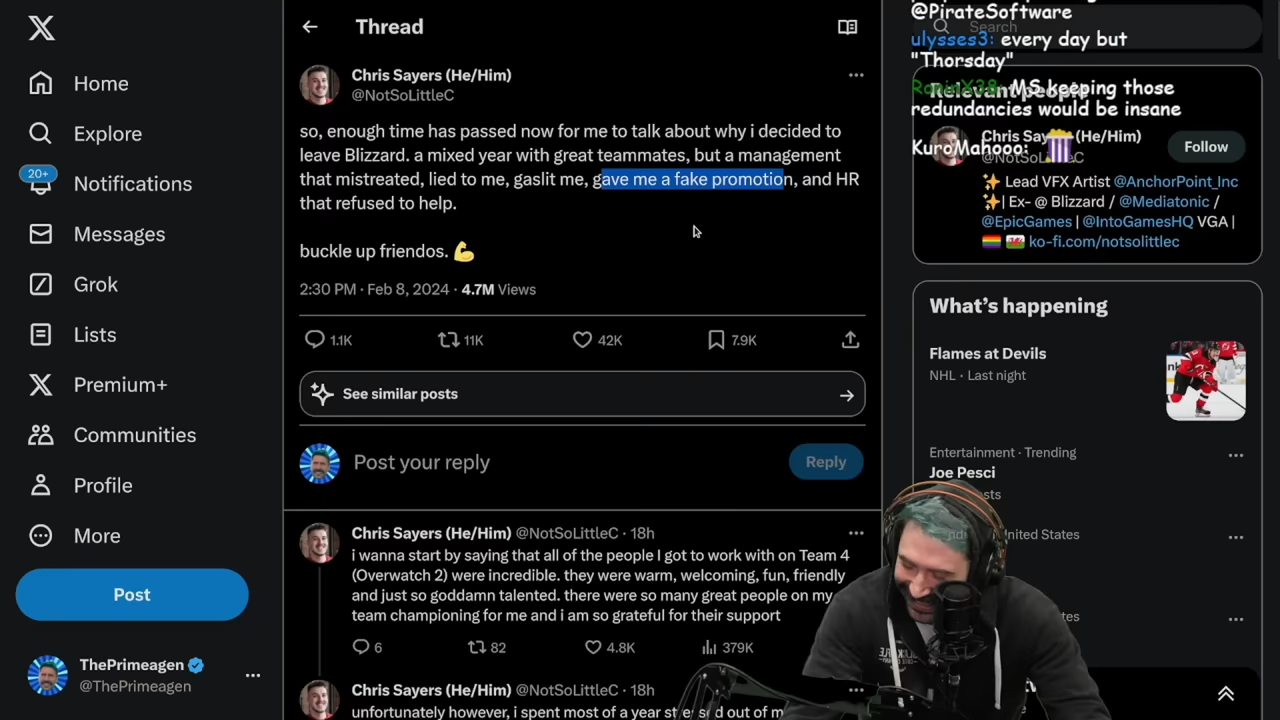 Home
Explore
20+
Notifications
Messages
Grok
Lists
Premium+
Communities
Profile
More
Post
ThePrimeagen
@ThePrimeagen
Thread
Chris Sayers (He/Him)
@NotSoLittleC
so, enough time has passed now for me to talk about why i decided to
leave Blizzard. a mixed year with great teammates, but a management
that mistreated, lied to me, gaslit me, gave me a fake promotion, and HR
that refused to help.
buckle up friendos. 💪
2:30 PM · Feb 8, 2024 · 4.7M Views
1.1K 11K 42K 7.9K
See similar posts
Post your reply
Reply
Chris Sayers (He/Him) @NotSoLittleC · 18h
i wanna start by saying that all of the people I got to work with on Team 4
(Overwatch 2) were incredible. they were warm, welcoming, fun, friendly
and just so goddamn talented. there were so many great people on my
team championing for me and i am so grateful for their support
6 82 4.8K 379K
Chris Sayers (He/Him) @NotSoLittleC · 18h
unfortunately however, i spent most of a year out of
@PirateSoftware
Search
ulysses3: every day but
"Thorsday"
RoninX38: MS keeping those
redundancies would be insane
KuroMahooo: 🍿
Relevant people
Chris Sayers (He/Him)
@NotSoLittleC
Follow
✨ Lead VFX Artist @AnchorPoint_Inc
✨| Ex- @ Blizzard / @Mediatonic /
@EpicGames | @IntoGamesHQ VGA |
🏳️‍🌈 🏴󠁧󠁢󠁷󠁬󠁳󠁿 ko-fi.com/notsolittlec
What's happening
Flames at Devils
NHL · Last night
Entertainment · Trending
Joe Pesci
United States